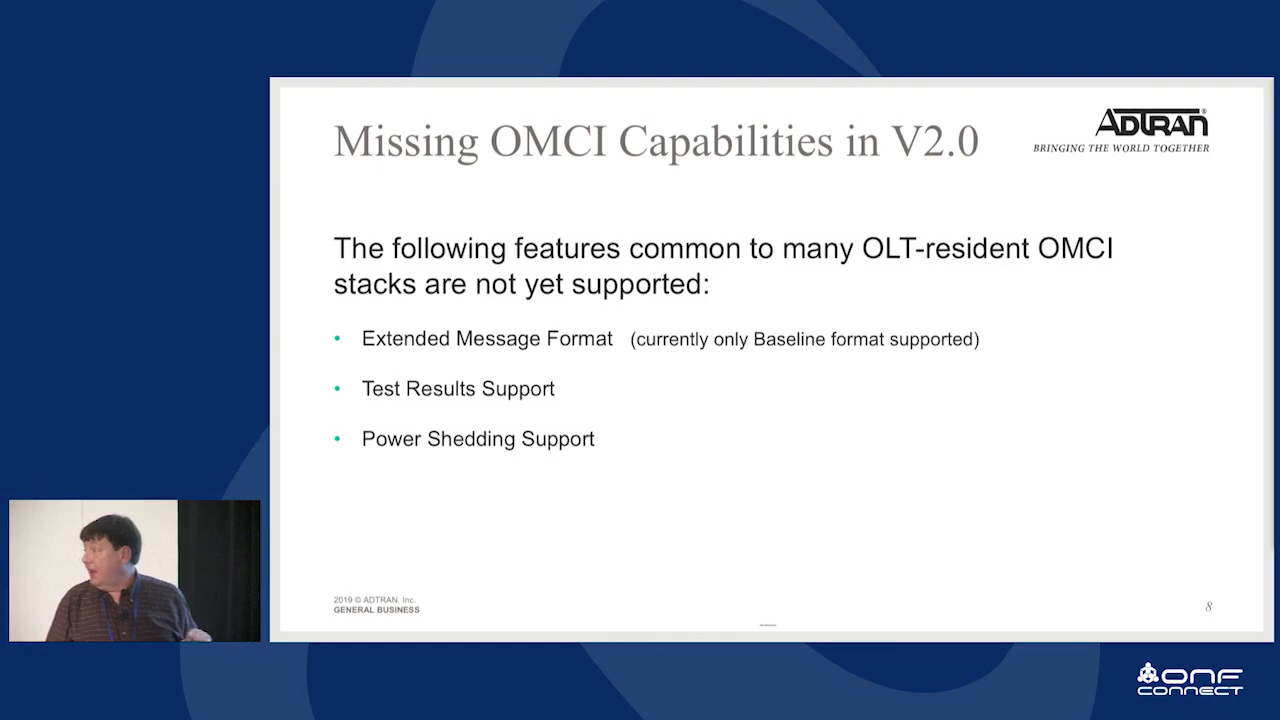 Missing OMCI Capabilities in V2.0
ADTRAN®
BRINGING THE WORLD TOGETHER
The following features common to many OLT-resident OMCI
stacks are not yet supported:
• Extended Message Format (currently only Baseline format supported)
• Test Results Support
• Power Shedding Support
2019 © ADTRAN, Inc.
GENERAL BUSINESS
8
ONF
CONNECT